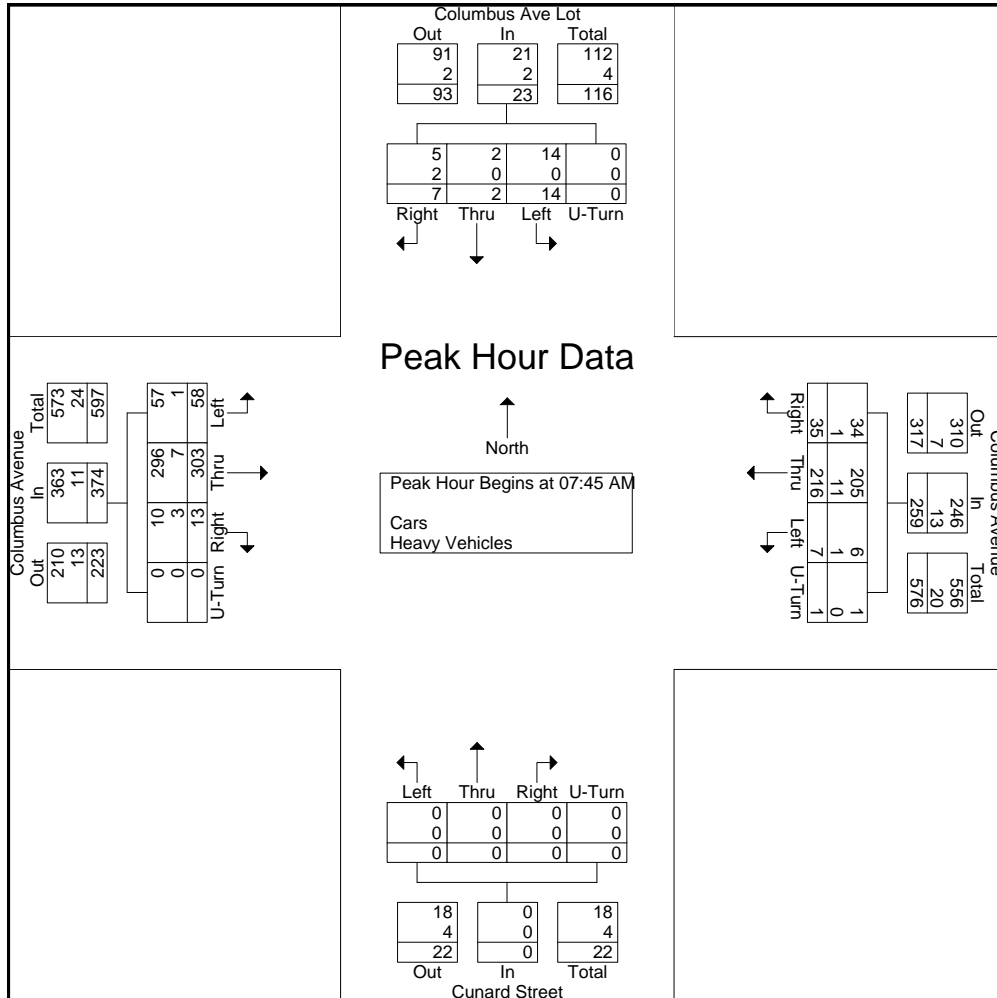 Columbus Ave Lot
Out In Total
91 21 112
2 2 4
93 23 116
5 2 14 0
2 0 0 0
7 2 14 0
Right Thru Left U-Turn
Peak Hour Data
North
Peak Hour Begins at 07:45 AM
Cars
Heavy Vehicles
Columbus Avenue
Out In Total
210 363 573
13 11 24
223 374 597
0 10 296 57
0 3 7 1
0 13 303 58
U-Turn Right Thru Left
Columbus Avenue
Out In Total
310 246 556
7 13 20
317 259 576
34 205 6 1
1 11 1 0
35 216 7 1
Right Thru Left U-Turn
Left Thru Right U-Turn
0 0 0 0
0 0 0 0
0 0 0 0
18 0 18
4 0 4
22 0 22
Out In Total
Cunard Street